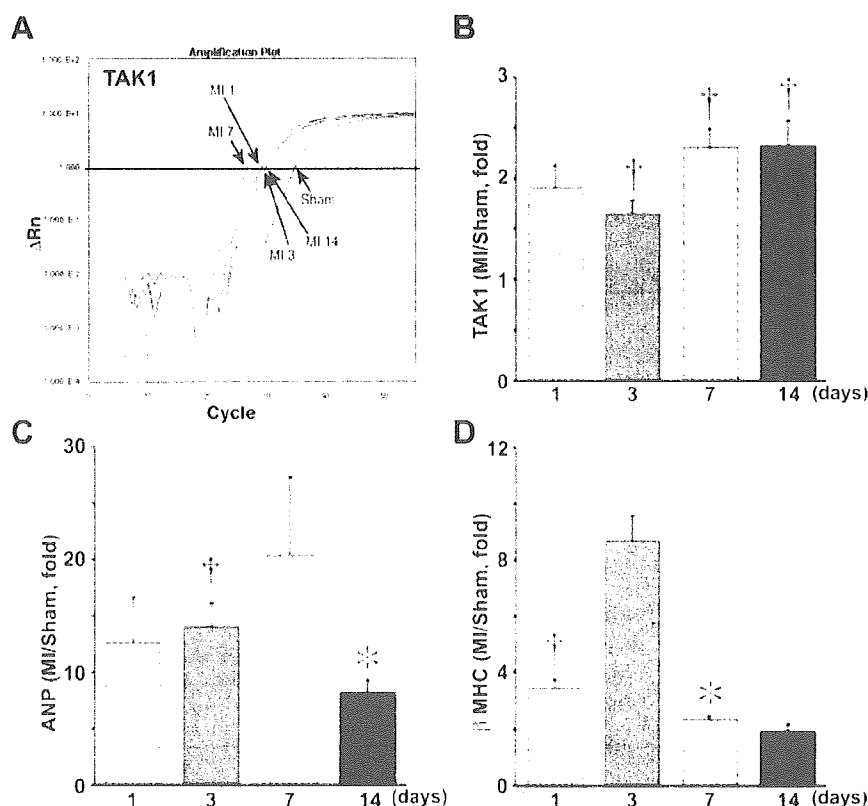 A
Amplification Plot
TAK1
MI 1
MI 7
Sham
MI 14
MI 3
ΔRn
Cycle
B
TAK1 (MI/Sham, fold)
3
2
1
0
1 3 7 14 (days)
† † †
C
ANP (MI/Sham, fold)
30
20
10
0
1 3 7 14 (days)
† *
D
β MHC (MI/Sham, fold)
12
8
4
0
1 3 7 14 (days)
† *